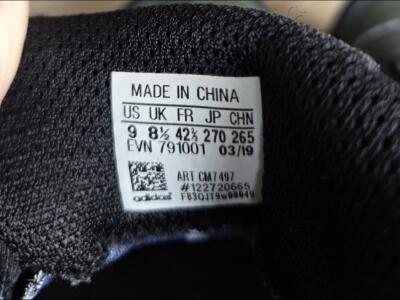 MADE IN CHINA
US UK FR JP CHN
9 8½ 42⅔ 270 265
EVN 791001 03/19
ART CM7497
#122720665
adidas